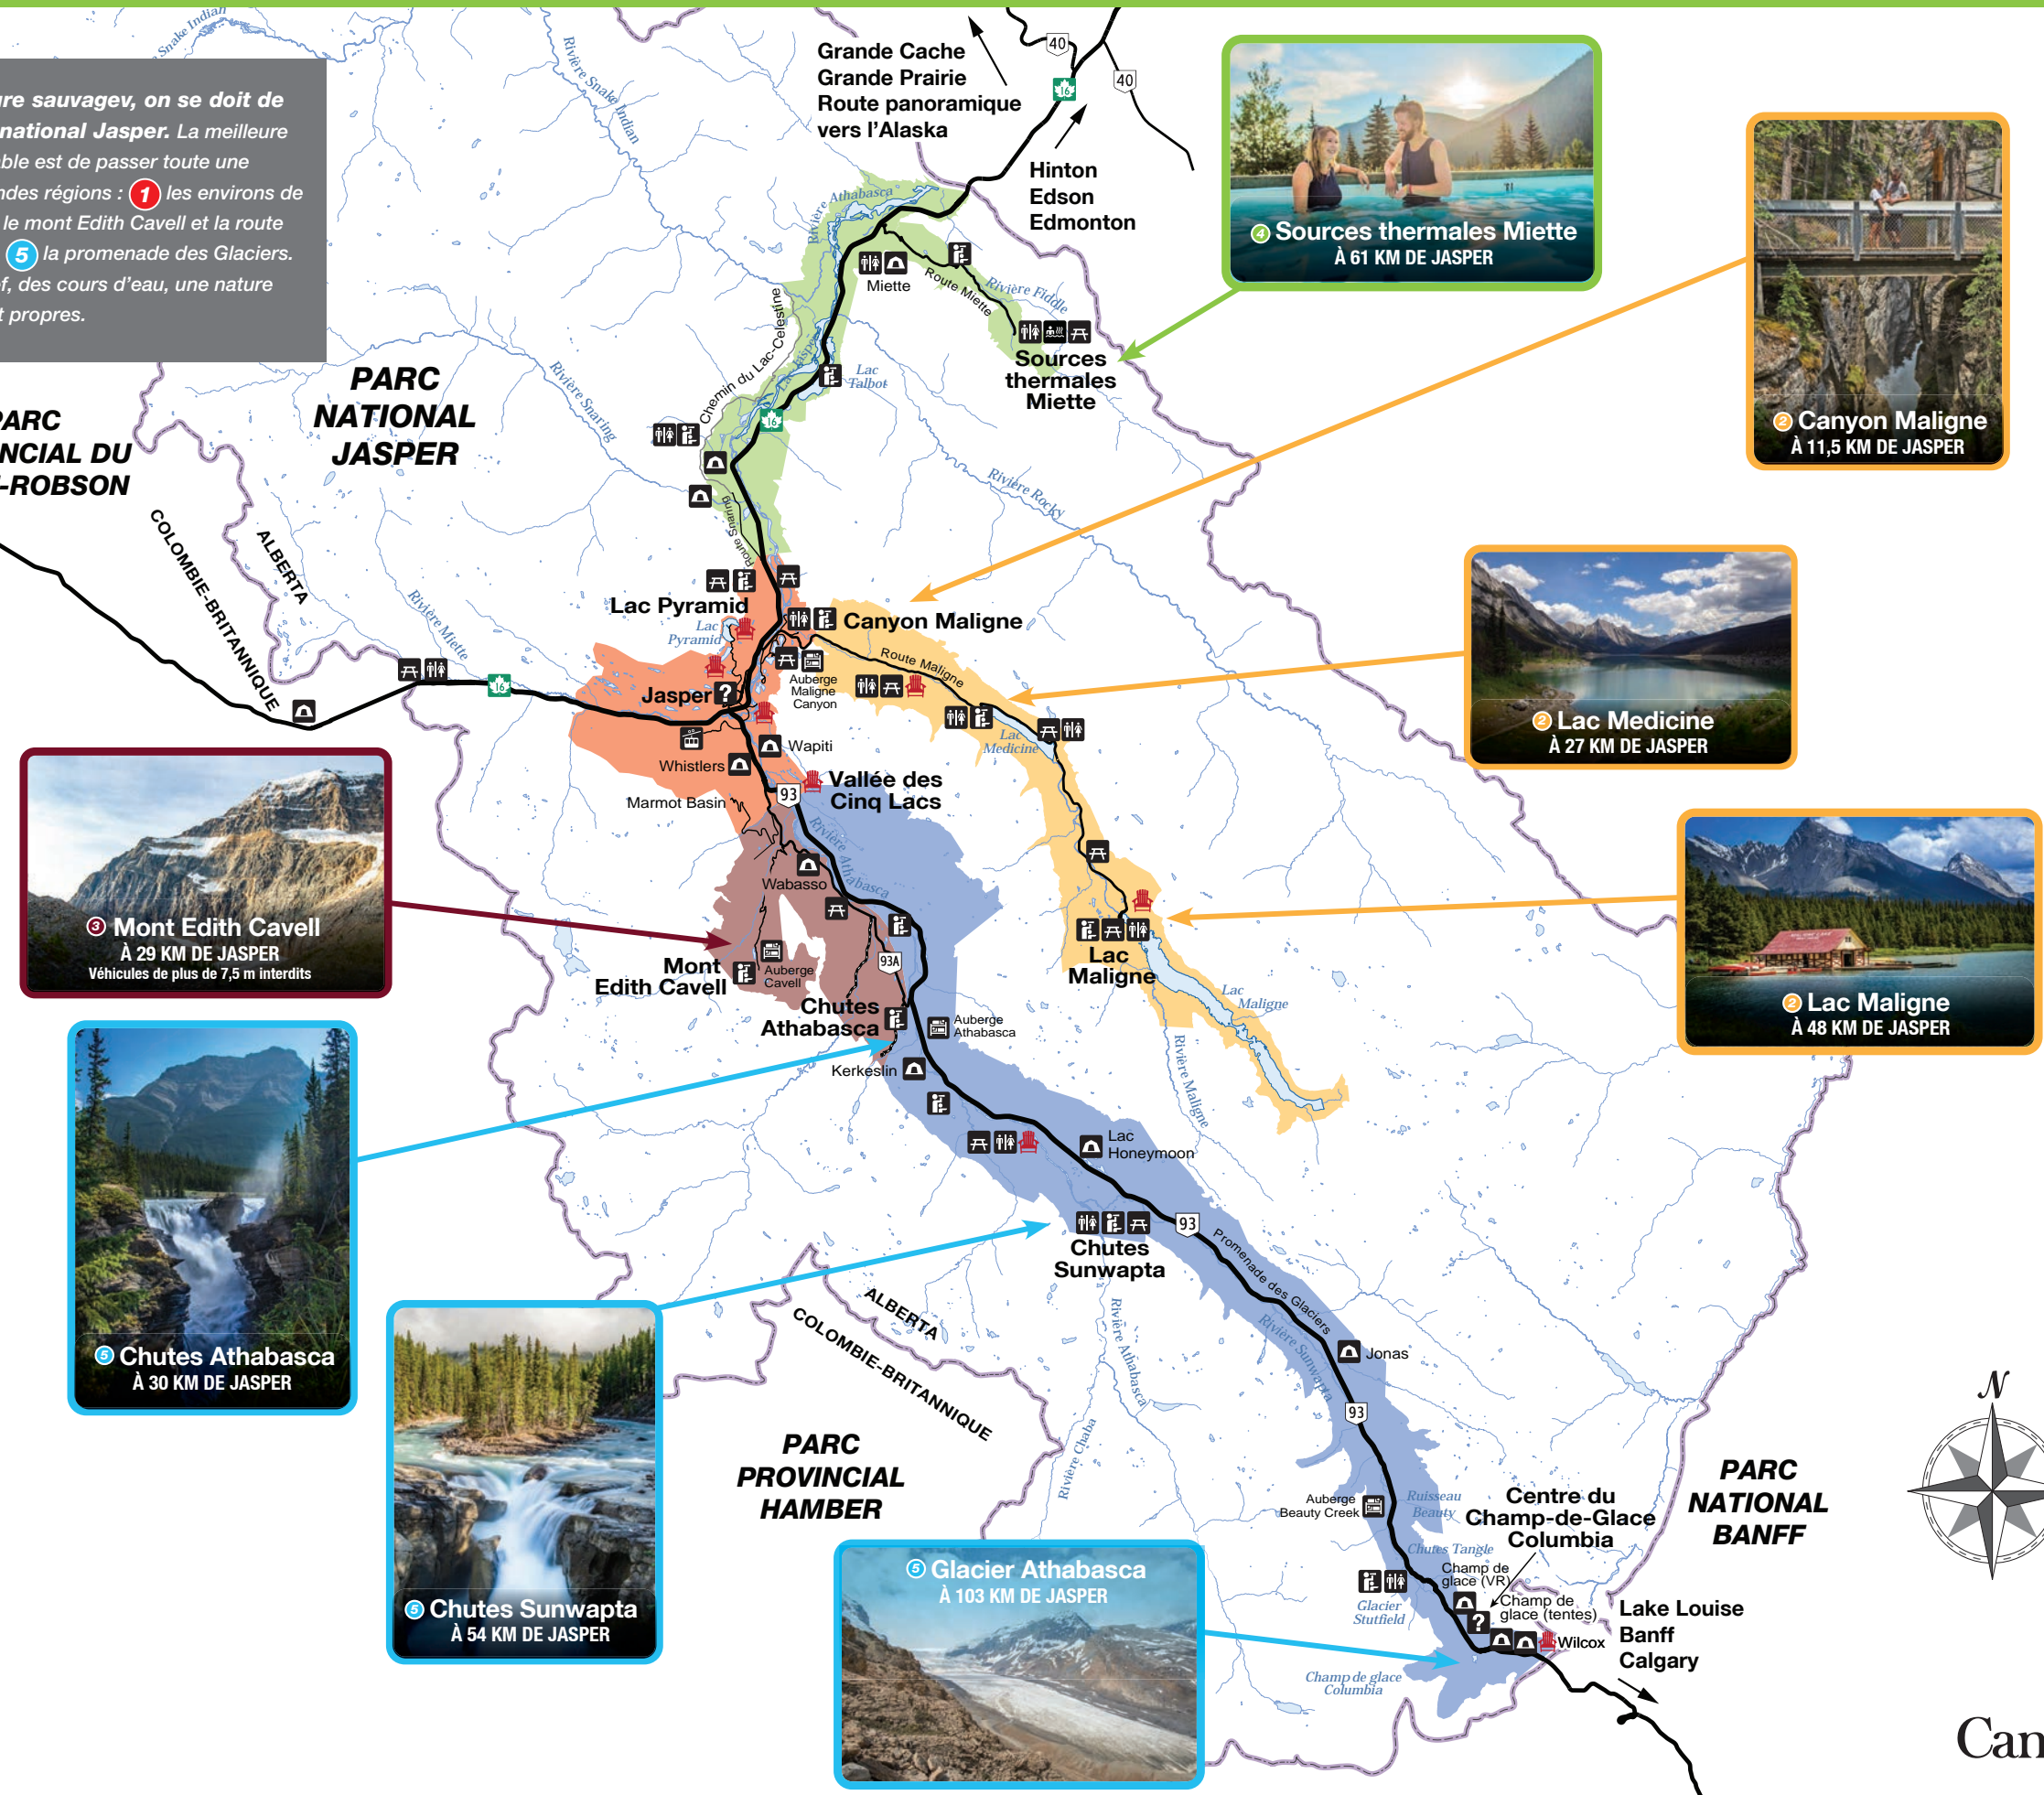 ure sauvagev, on se doit de
national Jasper. La meilleure
ble est de passer toute une
ndes régions : 1 les environs de
le mont Edith Cavell et la route
5 la promenade des Glaciers.
ef, des cours d'eau, une nature
t propres.
Snake Indian
Rivière Snake Indian
Grande Cache
Grande Prairie
Route panoramique
vers l'Alaska
40
40
16
Hinton
Edson
Edmonton
4 Sources thermales Miette
À 61 KM DE JASPER
2 Canyon Maligne
À 11,5 KM DE JASPER
Rivière Athabasca
Miette
Route Miette
Rivière Fiddle
Sources
thermales
Miette
Chemin du Lac-Celestine
Lac Jasper
Lac
Talbot
16
PARC
NATIONAL
JASPER
PARC
NCIAL DU
-ROBSON
Rivière Snaring
Route Snaring
Rivière Rocky
COLOMBIE-BRITANNIQUE
ALBERTA
Rivière Miette
16
Lac Pyramid
Lac
Pyramid
Canyon Maligne
Route Maligne
Auberge
Maligne
Canyon
Jasper
?
Lac
Medicine
2 Lac Medicine
À 27 KM DE JASPER
Wapiti
Whistlers
Marmot Basin
93
Vallée des
Cinq Lacs
Rivière Athabasca
Wabasso
3 Mont Edith Cavell
À 29 KM DE JASPER
Véhicules de plus de 7,5 m interdits
Mont
Edith Cavell
Auberge
Cavell
93A
Chutes
Athabasca
Auberge
Athabasca
Kerkeslin
Lac
Maligne
Lac
Maligne
Rivière Maligne
2 Lac Maligne
À 48 KM DE JASPER
Lac
Honeymoon
93
Chutes
Sunwapta
Promenade des Glaciers
Rivière Sunwapta
Rivière Athabasca
Rivière Chaba
ALBERTA
COLOMBIE-BRITANNIQUE
5 Chutes Athabasca
À 30 KM DE JASPER
5 Chutes Sunwapta
À 54 KM DE JASPER
Jonas
93
PARC
PROVINCIAL
HAMBER
Auberge
Beauty Creek
Ruisseau
Beauty
Chutes Tangle
Centre du
Champ-de-Glace
Columbia
PARC
NATIONAL
BANFF
N
Champ de
glace (VR)
Champ de
glace (tentes)
?
Glacier
Stutfield
Wilcox
Lake Louise
Banff
Calgary
Champ de glace
Columbia
5 Glacier Athabasca
À 103 KM DE JASPER
Can